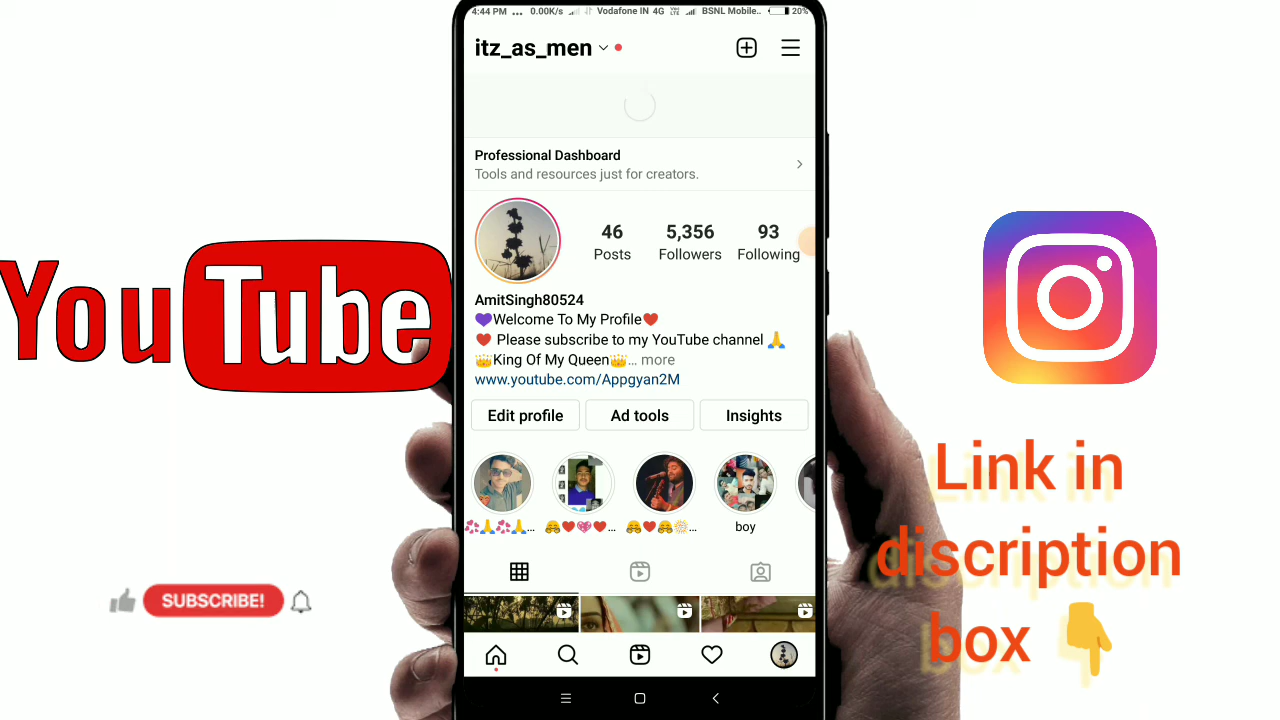 4:44 PM ... 0.00K/s Vodafone IN 4G VoLTE BSNL Mobile.. 20%
itz_as_men
Professional Dashboard
Tools and resources just for creators.
46 5,356 93
Posts Followers Following
AmitSingh80524
💜Welcome To My Profile❤️
❤️ Please subscribe to my YouTube channel 🙏
👑King Of My Queen👑... more
www.youtube.com/Appgyan2M
Edit profile Ad tools Insights
💞🙏💞🙏... 🤗❤️💖❤️... 🤗❤️🤗... boy
YouTube
SUBSCRIBE!
Link in
discription
box 👇